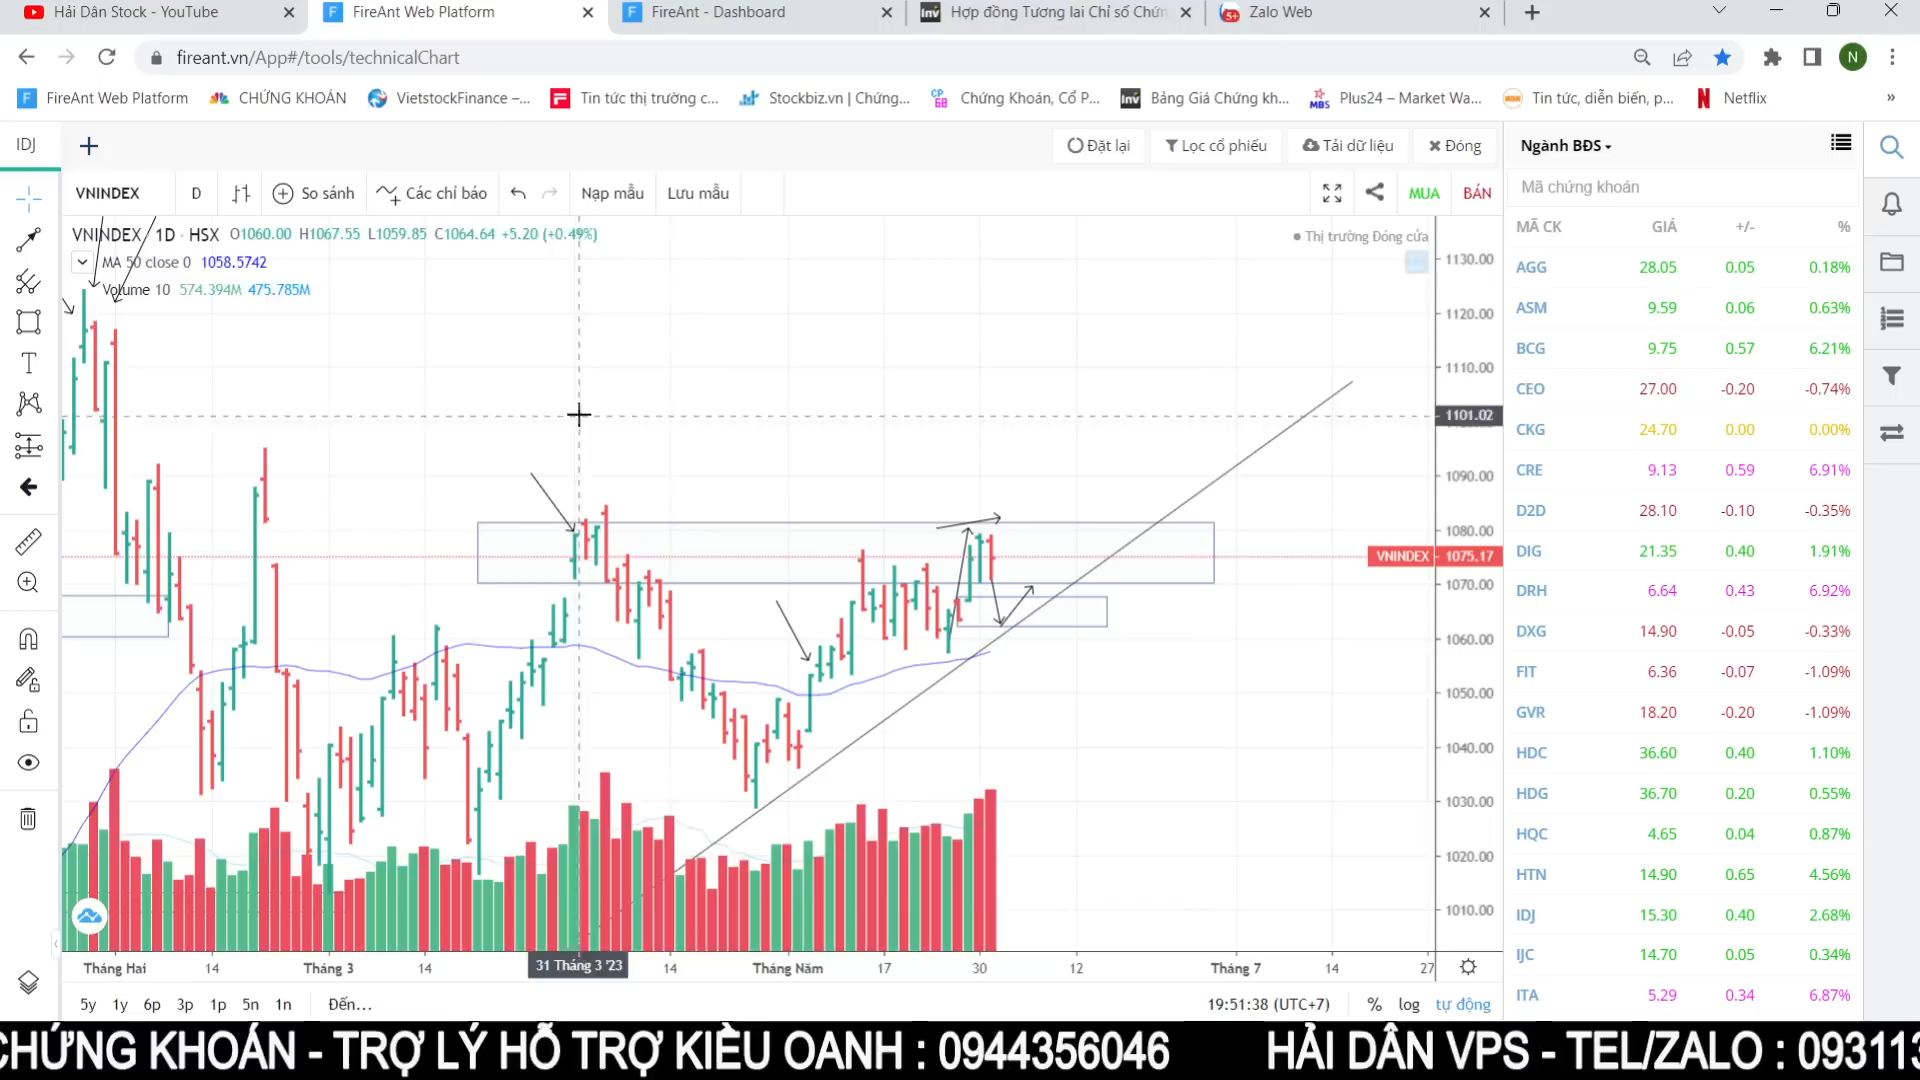 Hải Dân Stock - YouTube
FireAnt Web Platform
FireAnt - Dashboard
Hợp đồng Tương lai Chỉ số Chứn
Zalo Web
fireant.vn/App#/tools/technicalChart
N
FireAnt Web Platform
CHỨNG KHOÁN
VietstockFinance –...
Tin tức thị trường c...
Stockbiz.vn | Chứng...
Chứng Khoán, Cổ P...
Bảng Giá Chứng kh...
Plus24 – Market Wa...
Tin tức, diễn biến, p...
Netflix
»
IDJ
Đặt lại
Lọc cổ phiếu
Tải dữ liệu
Đóng
VNINDEX
D
So sánh
Các chỉ báo
Nạp mẫu
Lưu mẫu
MUA
BÁN
VNINDEX · 1D · HSX O1060.00 H1067.55 L1059.85 C1064.64 +5.20 (+0.49%)
Thị trường Đóng cửa
MA 50 close 0 1058.5742
Volume 10 574.394M 475.785M
1130.00
1120.00
1110.00
1101.02
1090.00
1080.00
VNINDEX 1075.17
1070.00
1060.00
1050.00
1040.00
1030.00
1020.00
1010.00
Tháng Hai 14 Tháng 3 14 31 Tháng 3 '23 14 Tháng Năm 17 30 12 Tháng 7 14 27
5y 1y 6p 3p 1p 5n 1n Đến...
19:51:38 (UTC+7) % log tự động
Ngành BĐS
Mã chứng khoán
MÃ CK GIÁ +/- %
AGG 28.05 0.05 0.18%
ASM 9.59 0.06 0.63%
BCG 9.75 0.57 6.21%
CEO 27.00 -0.20 -0.74%
CKG 24.70 0.00 0.00%
CRE 9.13 0.59 6.91%
D2D 28.10 -0.10 -0.35%
DIG 21.35 0.40 1.91%
DRH 6.64 0.43 6.92%
DXG 14.90 -0.05 -0.33%
FIT 6.36 -0.07 -1.09%
GVR 18.20 -0.20 -1.09%
HDC 36.60 0.40 1.10%
HDG 36.70 0.20 0.55%
HQC 4.65 0.04 0.87%
HTN 14.90 0.65 4.56%
IDJ 15.30 0.40 2.68%
IJC 14.70 0.05 0.34%
ITA 5.29 0.34 6.87%
CHỨNG KHOÁN - TRỢ LÝ HỖ TRỢ KIỀU OANH : 0944356046 HẢI DÂN VPS - TEL/ZALO : 093113